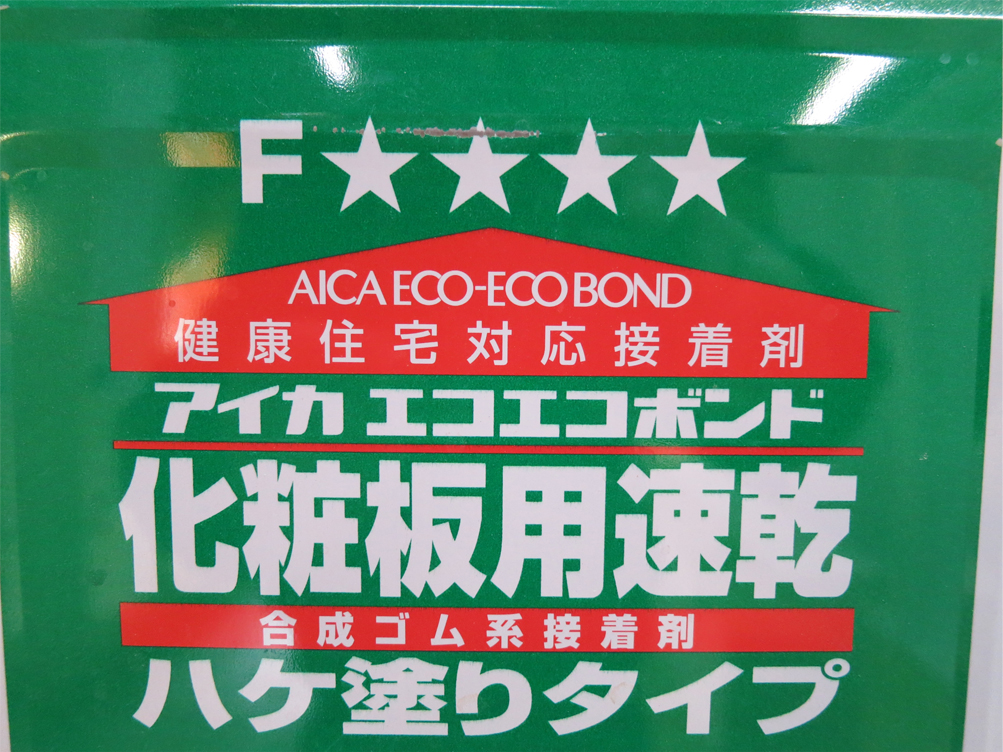 F★★★★
AICA ECO-ECO BOND
健康住宅対応接着剤
アイカ エコエコボンド
化粧板用速乾
合成ゴム系接着剤
ハケ塗りタイプ